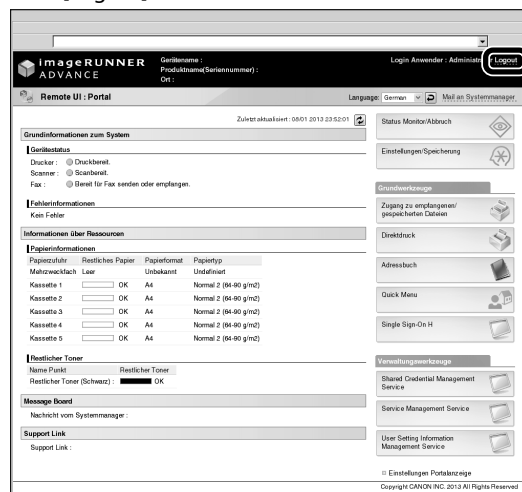 imageRUNNER
ADVANCE
Gerätename :
Produktname(Seriennummer) :
Ort :
Login Anwender : Administrator Logout
Remote UI : Portal
Language: German Mail an Systemmanager
Zuletzt aktualisiert : 08/01 2013 23:52:01
Grundinformationen zum System
Gerätestatus
Drucker : Druckbereit.
Scanner : Scanbereit.
Fax : Bereit für Fax senden oder empfangen.
Fehlerinformationen
Kein Fehler
Informationen über Ressourcen
Papierinformationen
Papierzufuhr Restliches Papier Papierformat Papiertyp
Mehrzweckfach Leer Unbekannt Undefiniert
Kassette 1 OK A4 Normal 2 (64-90 g/m2)
Kassette 2 OK A4 Normal 2 (64-90 g/m2)
Kassette 3 OK A4 Normal 2 (64-90 g/m2)
Kassette 4 OK A4 Normal 2 (64-90 g/m2)
Kassette 5 OK A4 Normal 2 (64-90 g/m2)
Restlicher Toner
Name Punkt Restlicher Toner
Restlicher Toner (Schwarz) : OK
Message Board
Nachricht vom Systemmanager :
Support Link
Support Link :
Status Monitor/Abbruch
Einstellungen/Speicherung
Grundwerkzeuge
Zugang zu empfangenen/
gespeicherten Dateien
Direktdruck
Adressbuch
Quick Menu
Single Sign-On H
Verwaltungswerkzeuge
Shared Credential Management
Service
Service Management Service
User Setting Information
Management Service
Einstellungen Portalanzeige
Copyright CANON INC. 2013 All Rights Reserved